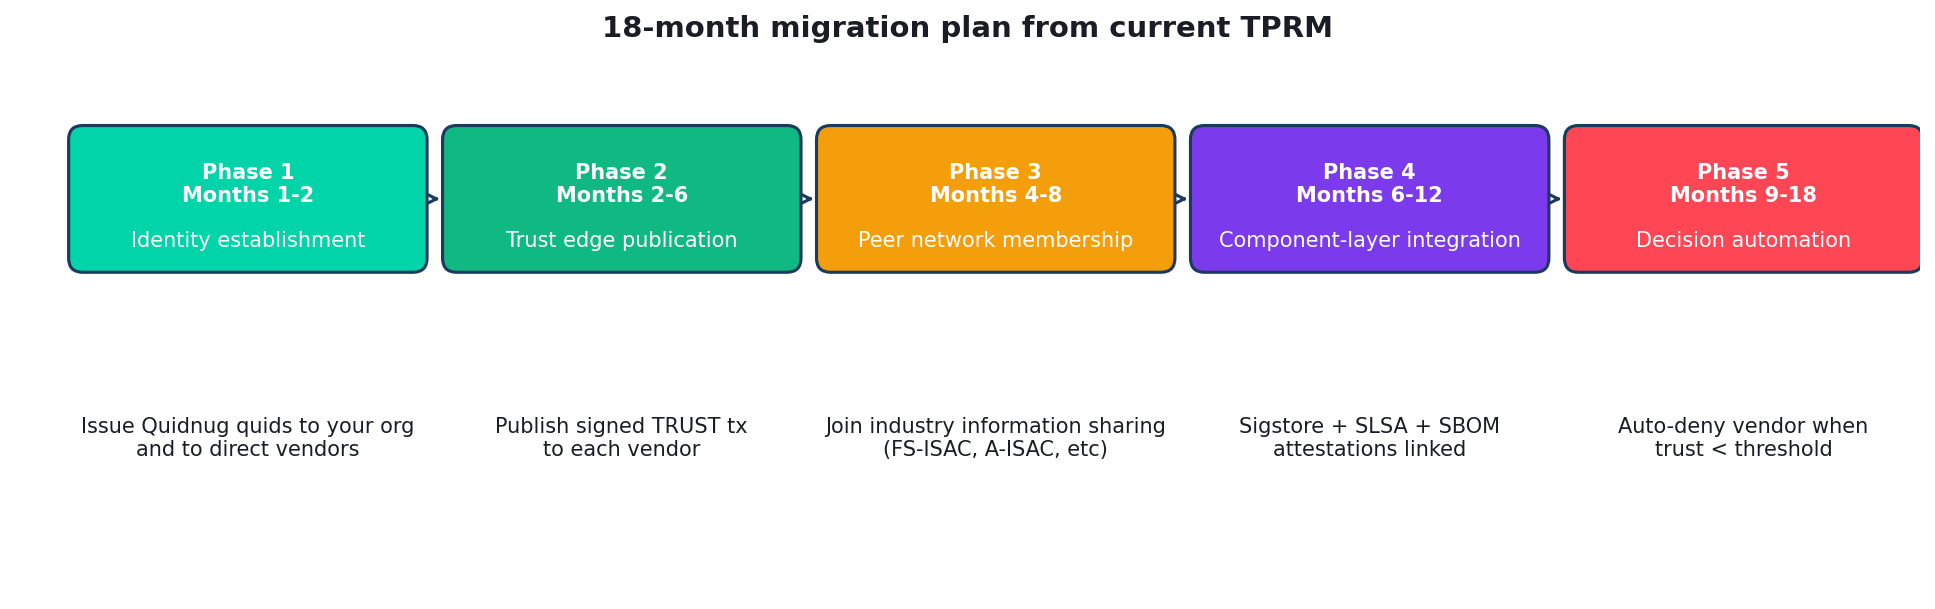 18-month migration plan from current TPRM
Phase 1
Months 1-2
Identity establishment
Phase 2
Months 2-6
Trust edge publication
Phase 3
Months 4-8
Peer network membership
Phase 4
Months 6-12
Component-layer integration
Phase 5
Months 9-18
Decision automation
Issue Quidnug quids to your org
and to direct vendors
Publish signed TRUST tx
to each vendor
Join industry information sharing
(FS-ISAC, A-ISAC, etc)
Sigstore + SLSA + SBOM
attestations linked
Auto-deny vendor when
trust < threshold